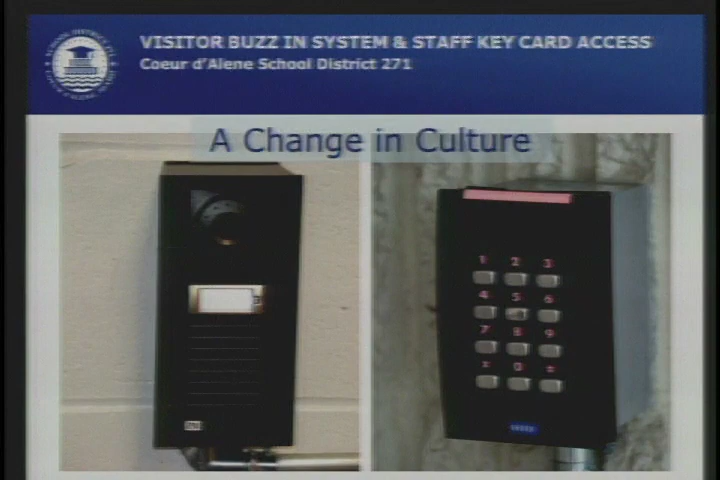 VISITOR BUZZ IN SYSTEM & STAFF KEY CARD ACCESS
Coeur d'Alene School District 271
A Change in Culture
1 2 3
4 5 6
7 8 9
* 0 #